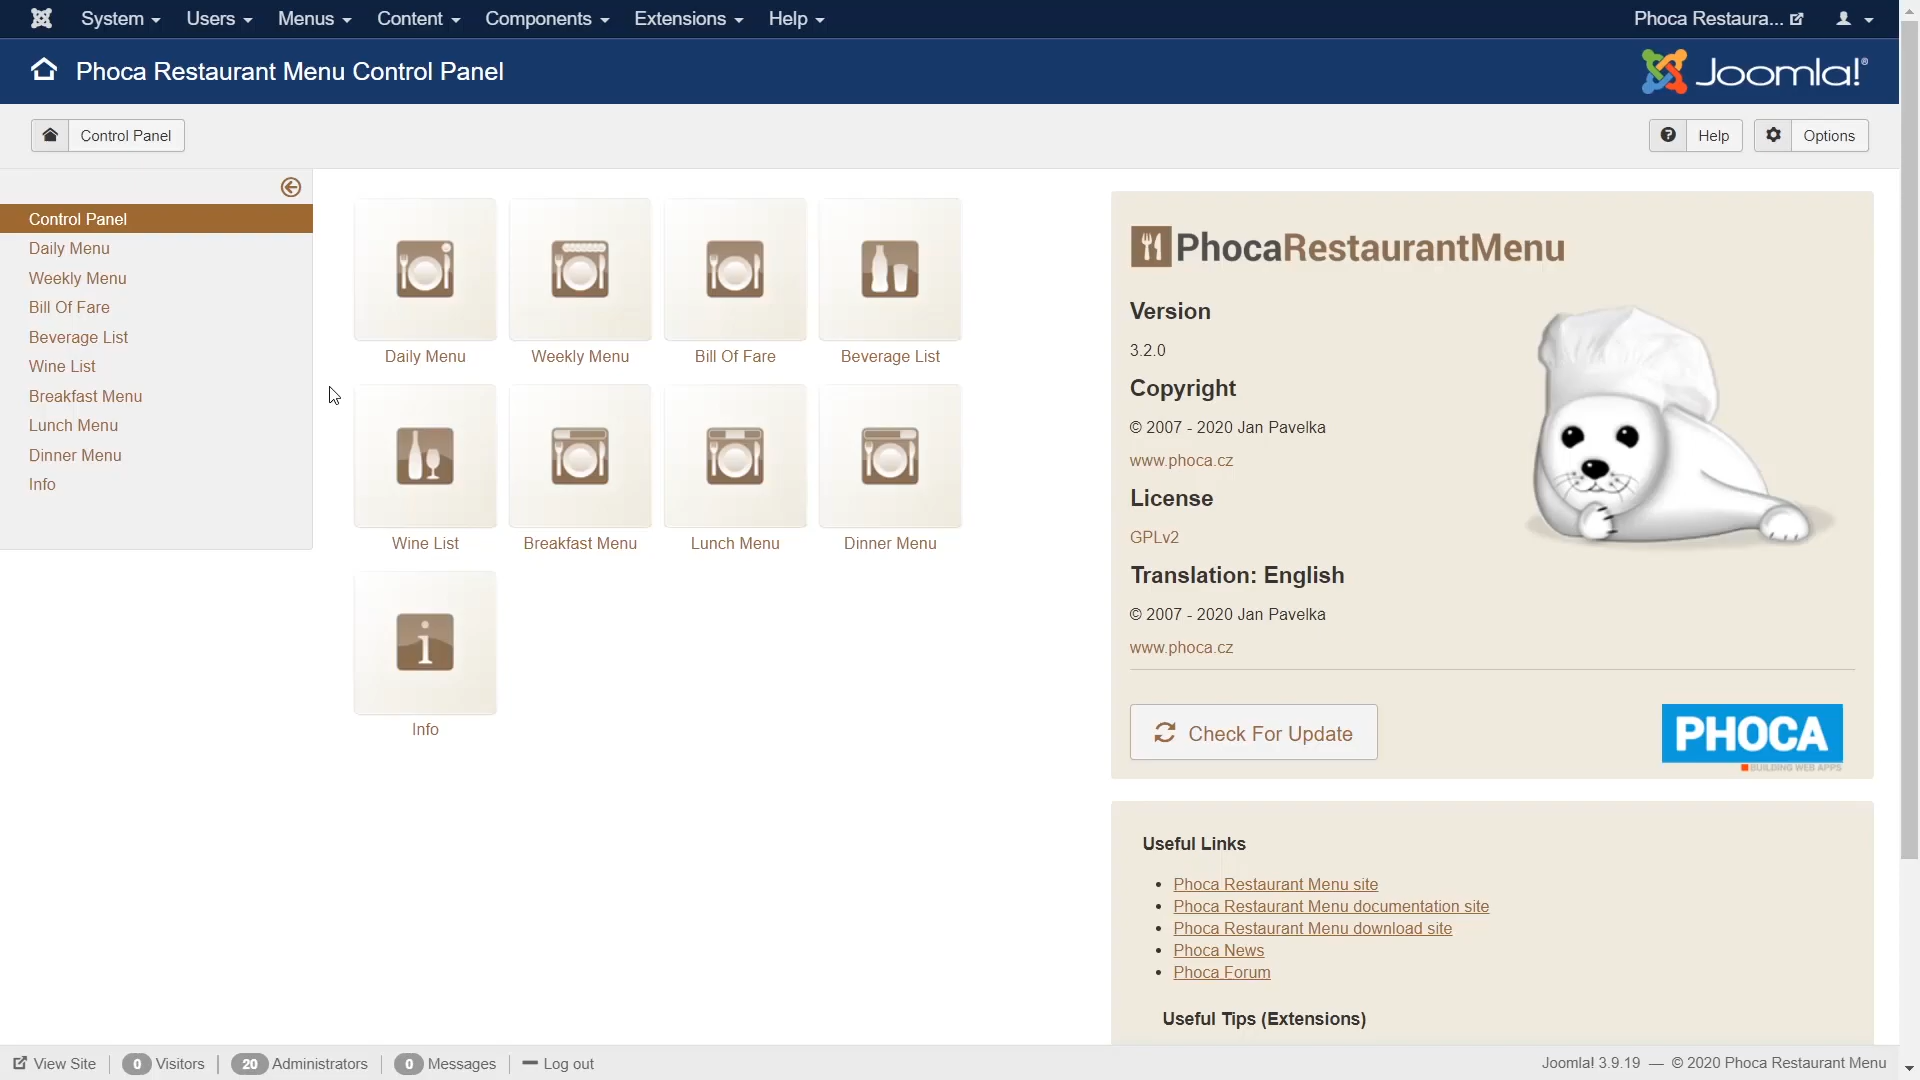 System
Users
Menus
Content
Components
Extensions
Help
Phoca Restaura...
Phoca Restaurant Menu Control Panel
Joomla!®
Control Panel
Help
Options
Control Panel
Daily Menu
Weekly Menu
Bill Of Fare
Beverage List
Wine List
Breakfast Menu
Lunch Menu
Dinner Menu
Info
Daily Menu
Weekly Menu
Bill Of Fare
Beverage List
Wine List
Breakfast Menu
Lunch Menu
Dinner Menu
Info
PhocaRestaurantMenu
Version
3.2.0
Copyright
© 2007 - 2020 Jan Pavelka
www.phoca.cz
License
GPLv2
Translation: English
© 2007 - 2020 Jan Pavelka
www.phoca.cz
Check For Update
PHOCA
BUILDING WEB APPS
Useful Links
• Phoca Restaurant Menu site
• Phoca Restaurant Menu documentation site
• Phoca Restaurant Menu download site
• Phoca News
• Phoca Forum
Useful Tips (Extensions)
View Site
0 Visitors
20 Administrators
0 Messages
Log out
Joomla! 3.9.19 — © 2020 Phoca Restaurant Menu